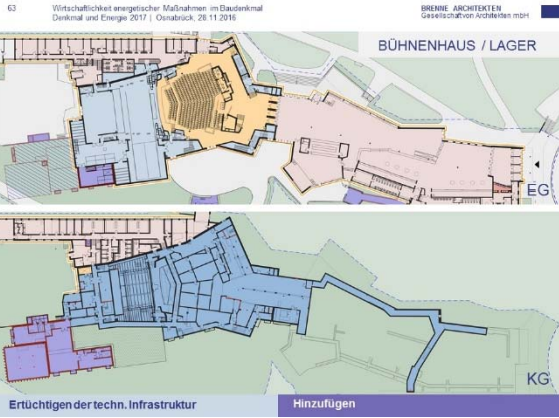 63
Wirtschaftlichkeit energetischer Maßnahmen im Baudenkmal
Denkmal und Energie 2017 | Osnabrück, 28.11.2016
BRENNE ARCHITEKTEN
Gesellschaft von Architekten mbH
BÜHNENHAUS / LAGER
EG
KG
Ertüchtigen der techn. Infrastruktur
Hinzufügen